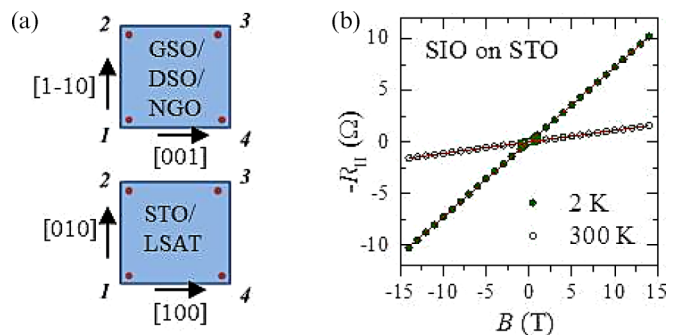 (a)
2
3
GSO/
DSO/
NGO
[1-10]
1
4
[001]
2
3
STO/
LSAT
[010]
1
4
[100]
(b)
SIO on STO
10
5
0
-5
-10
-R_H (Ω)
2 K
300 K
-15 -10 -5 0 5 10 15
B (T)